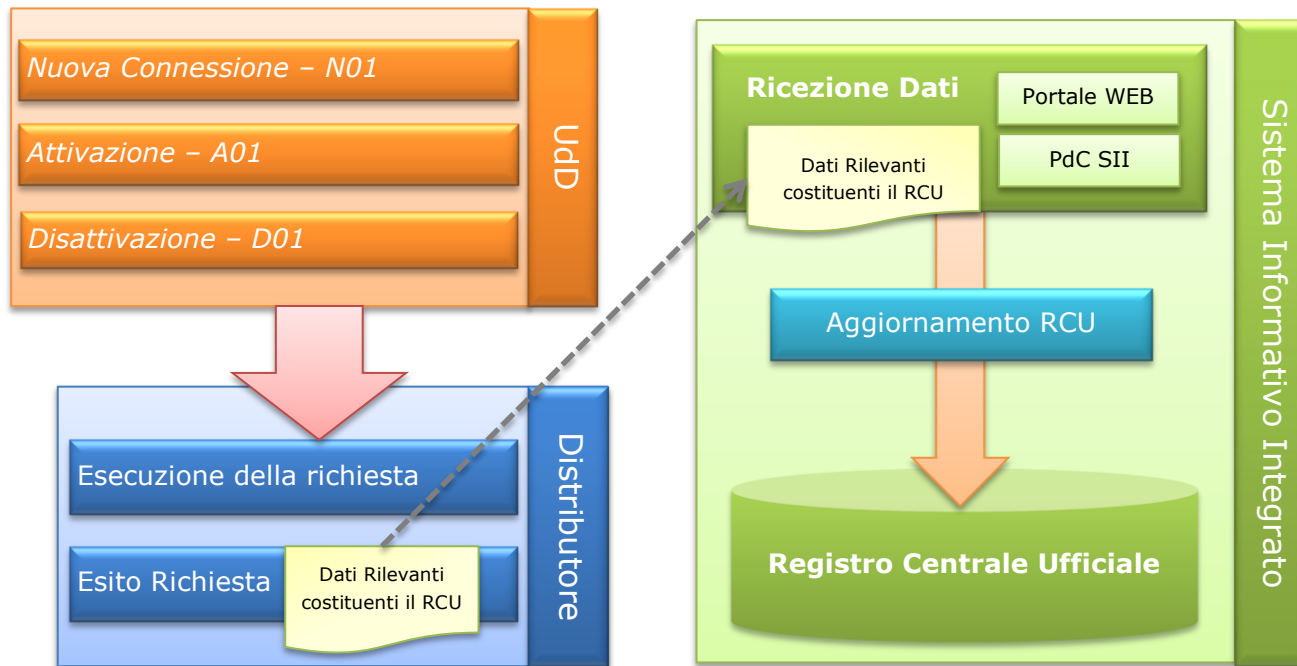 Nuova Connessione – N01
Attivazione – A01
Disattivazione – D01
UdD
Esecuzione della richiesta
Esito Richiesta
Dati Rilevanti
costituenti il RCU
Distributore
Ricezione Dati
Portale WEB
PdC SII
Dati Rilevanti
costituenti il RCU
Aggiornamento RCU
Registro Centrale Ufficiale
Sistema Informativo Integrato